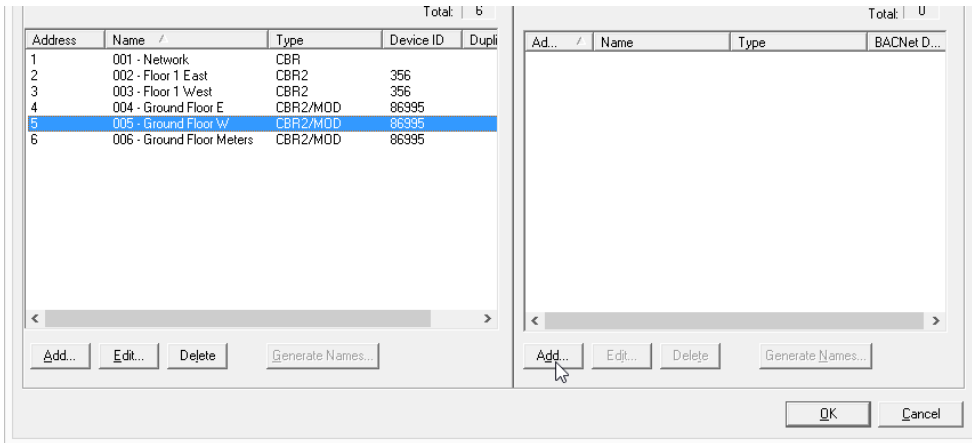 Total: 6
Total: 0
Address Name Type Device ID Dupli
Ad... Name Type BACNet D...
1 001 - Network CBR
2 002 - Floor 1 East CBR2 356
3 003 - Floor 1 West CBR2 356
4 004 - Ground Floor E CBR2/MOD 86995
5 005 - Ground Floor W CBR2/MOD 86995
6 006 - Ground Floor Meters CBR2/MOD 86995
Add... Edit... Delete Generate Names...
Add... Edit... Delete Generate Names...
OK Cancel